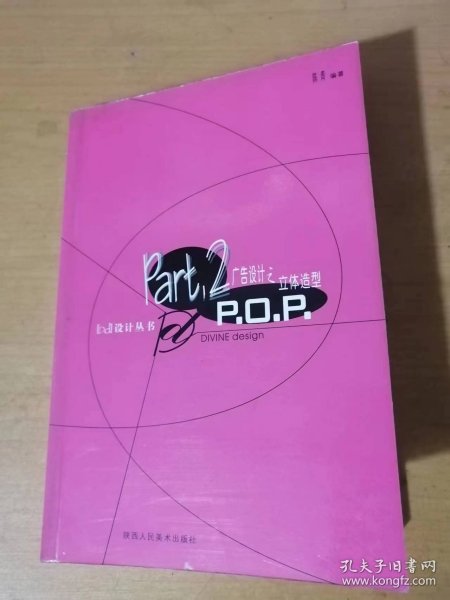 编著
Part.2
广告设计之 立体造型
P.O.P.
设计丛书
DIVINE design
陕西人民美术出版社
孔夫子旧书网
www.kongfz.com